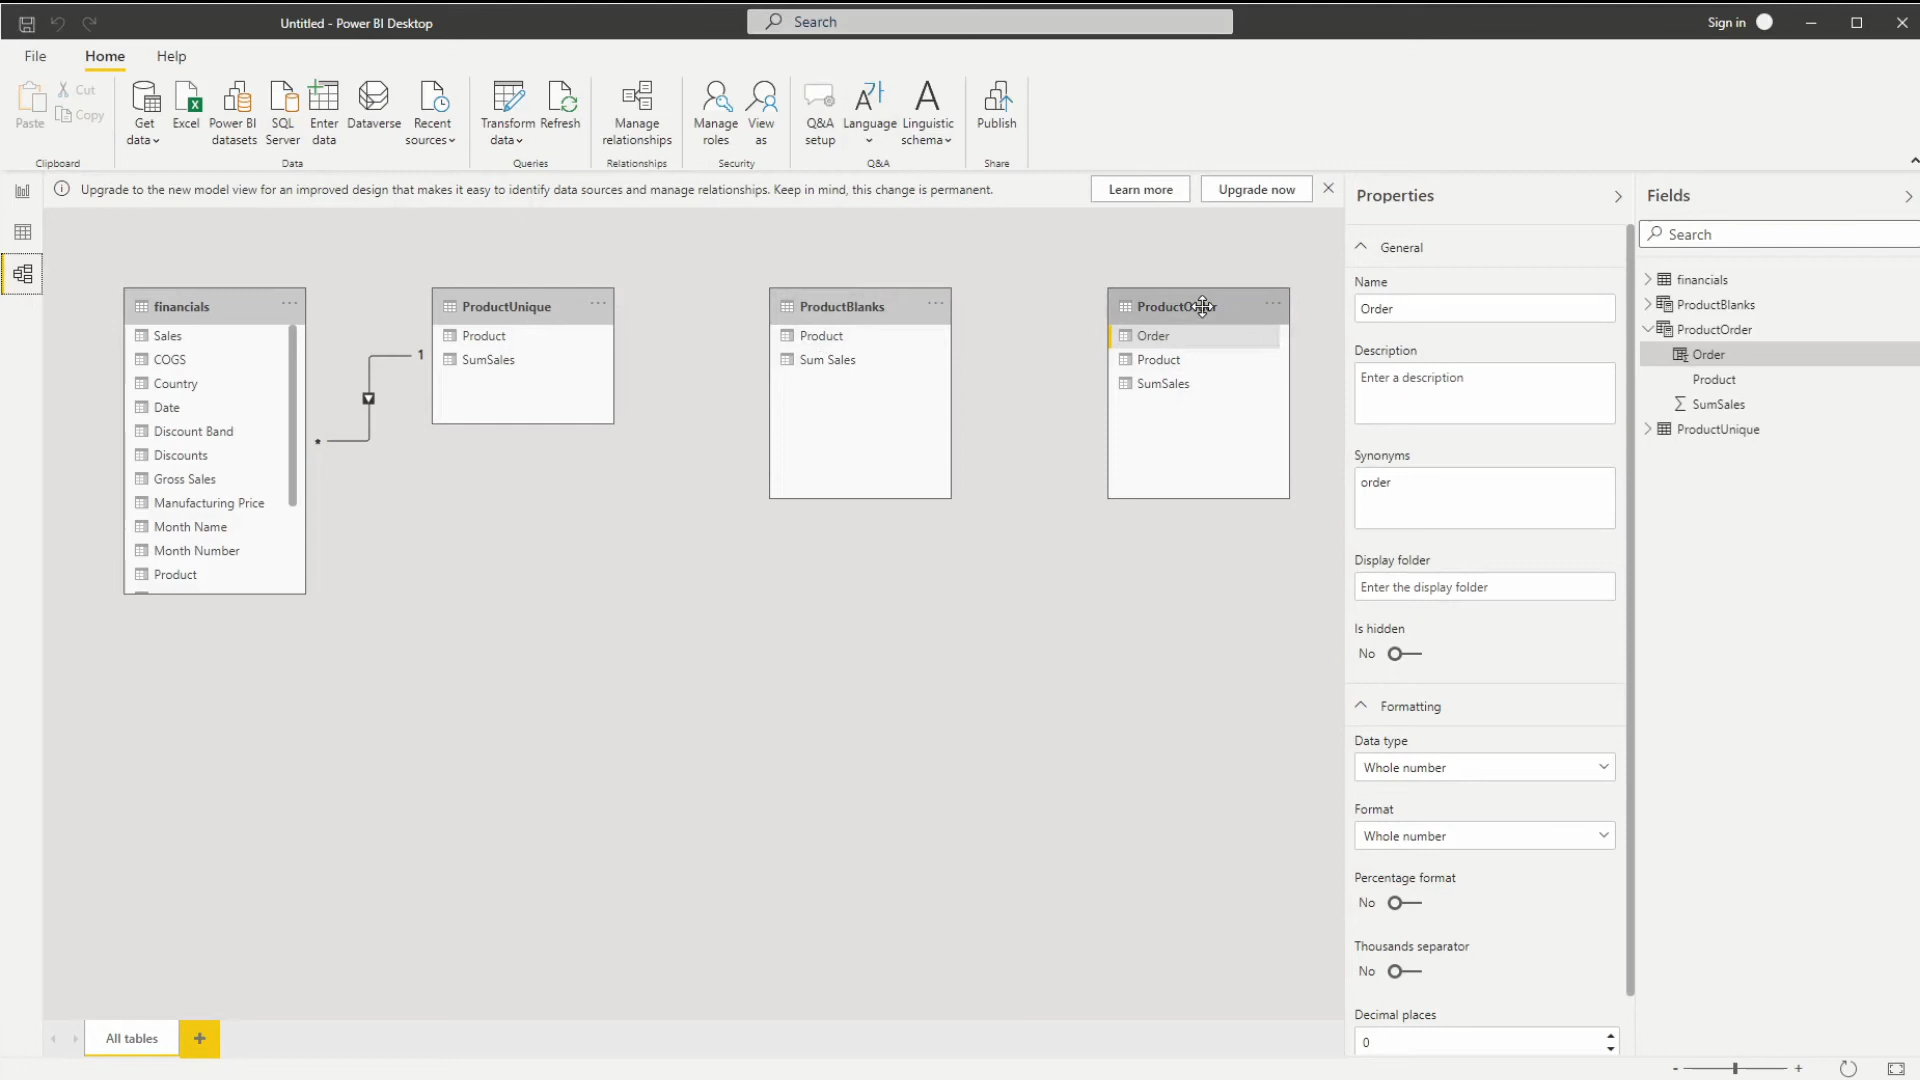 Untitled - Power BI Desktop
Search
Sign in
File
Home
Help
Paste
Cut
Copy
Clipboard
Get data
Excel
Power BI datasets
SQL Server
Enter data
Dataverse
Recent sources
Data
Transform data
Refresh
Queries
Manage relationships
Relationships
Manage roles
View as
Security
Q&A setup
Language
Linguistic schema
Q&A
Publish
Share
Upgrade to the new model view for an improved design that makes it easy to identify data sources and manage relationships. Keep in mind, this change is permanent.
Learn more
Upgrade now
financials
Sales
COGS
Country
Date
Discount Band
Discounts
Gross Sales
Manufacturing Price
Month Name
Month Number
Product
*
1
ProductUnique
Product
SumSales
ProductBlanks
Product
Sum Sales
ProductOrder
Order
Product
SumSales
All tables
Properties
General
Name
Order
Description
Enter a description
Synonyms
order
Display folder
Enter the display folder
Is hidden
No
Formatting
Data type
Whole number
Format
Whole number
Percentage format
No
Thousands separator
No
Decimal places
0
Fields
Search
financials
ProductBlanks
ProductOrder
Order
Product
SumSales
ProductUnique